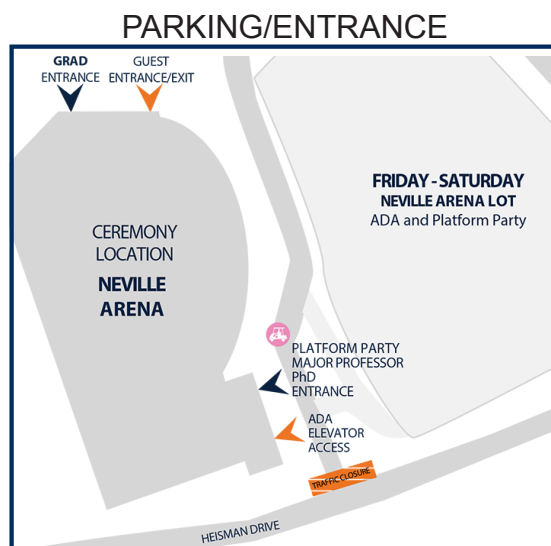 PARKING/ENTRANCE
GRAD
ENTRANCE
GUEST
ENTRANCE/EXIT
FRIDAY - SATURDAY
NEVILLE ARENA LOT
ADA and Platform Party
CEREMONY
LOCATION
NEVILLE
ARENA
PLATFORM PARTY
MAJOR PROFESSOR
PhD
ENTRANCE
ADA
ELEVATOR
ACCESS
TRAFFIC CLOSURE
HEISMAN DRIVE